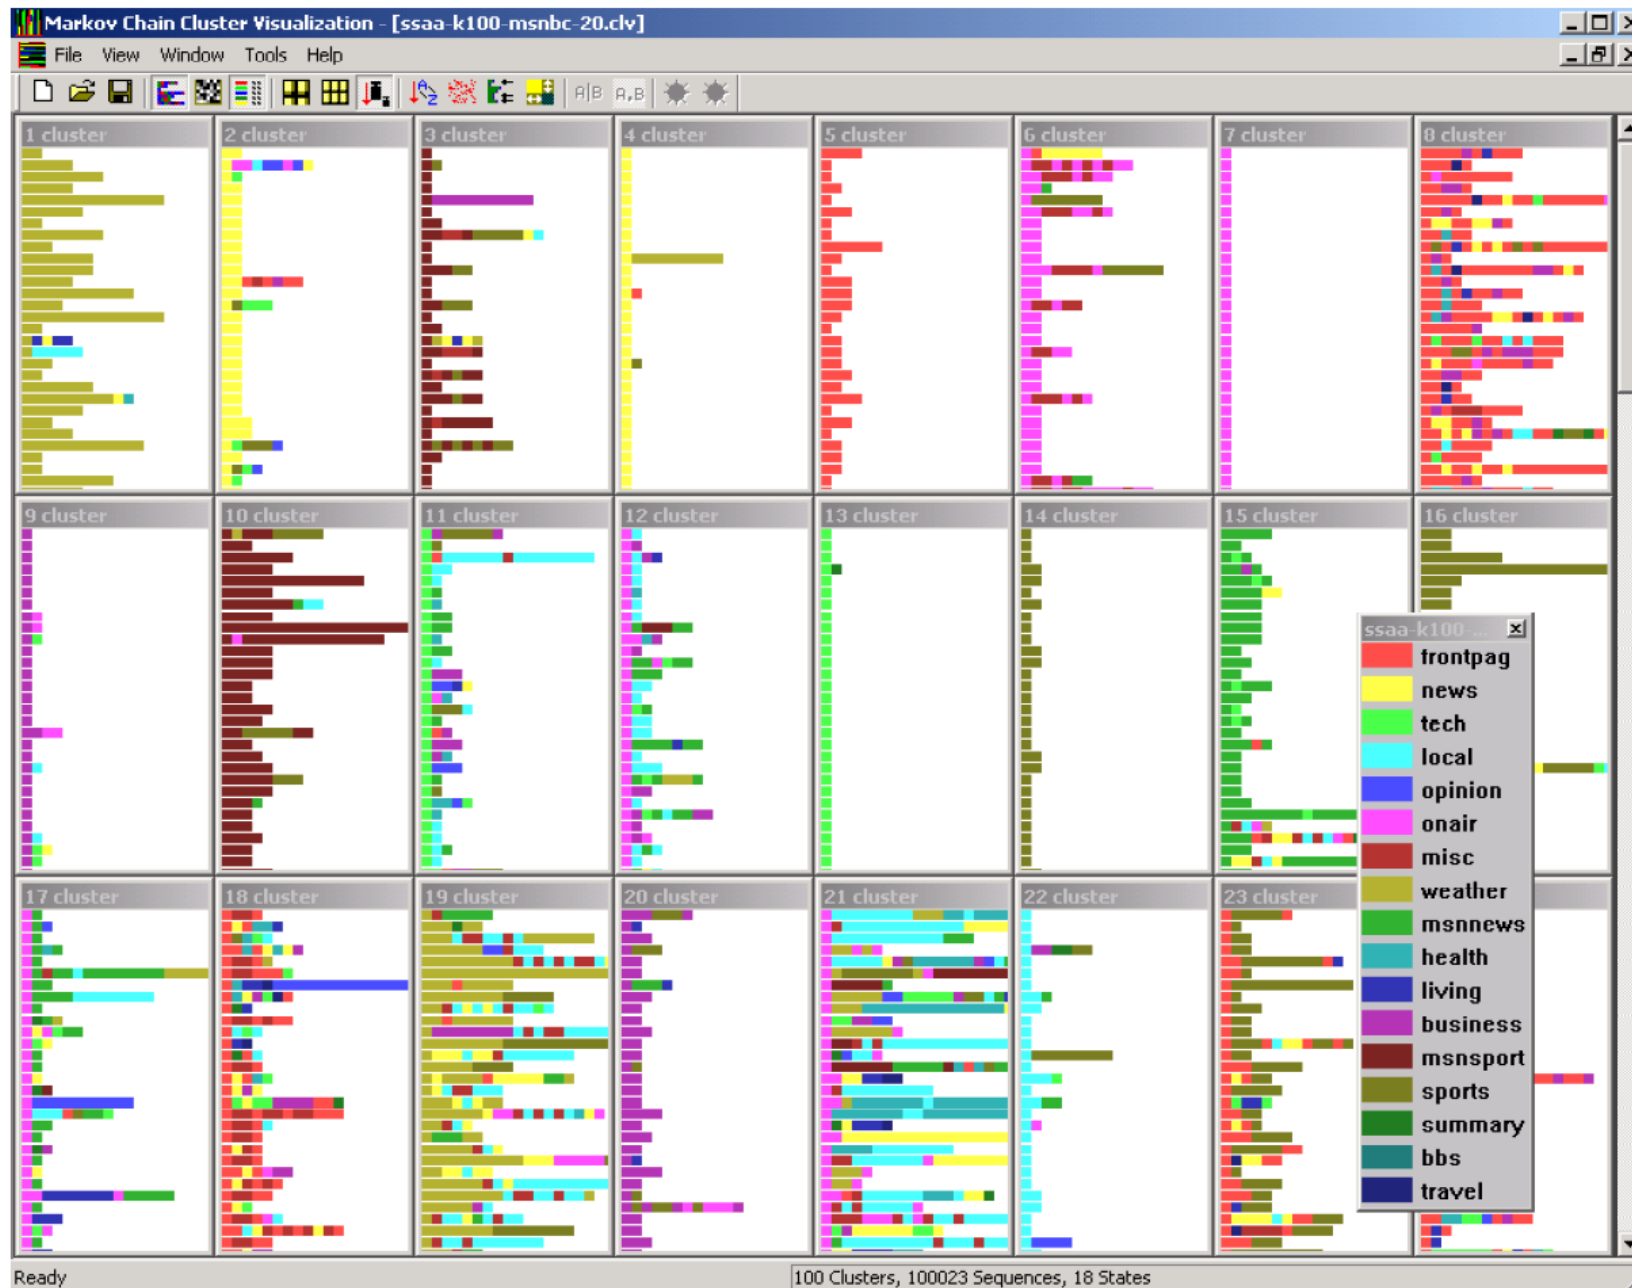 Markov Chain Cluster Visualization - [ssaa-k100-msnbc-20.clv]
File View Window Tools Help
A|B A,B
1 cluster 2 cluster 3 cluster 4 cluster 5 cluster 6 cluster 7 cluster 8 cluster
9 cluster 10 cluster 11 cluster 12 cluster 13 cluster 14 cluster 15 cluster 16 cluster
ssaa-k100-...
frontpag
news
tech
local
opinion
onair
misc
weather
msnnews
health
living
business
msnsport
sports
summary
bbs
travel
17 cluster 18 cluster 19 cluster 20 cluster 21 cluster 22 cluster 23 cluster
Ready 100 Clusters, 100023 Sequences, 18 States